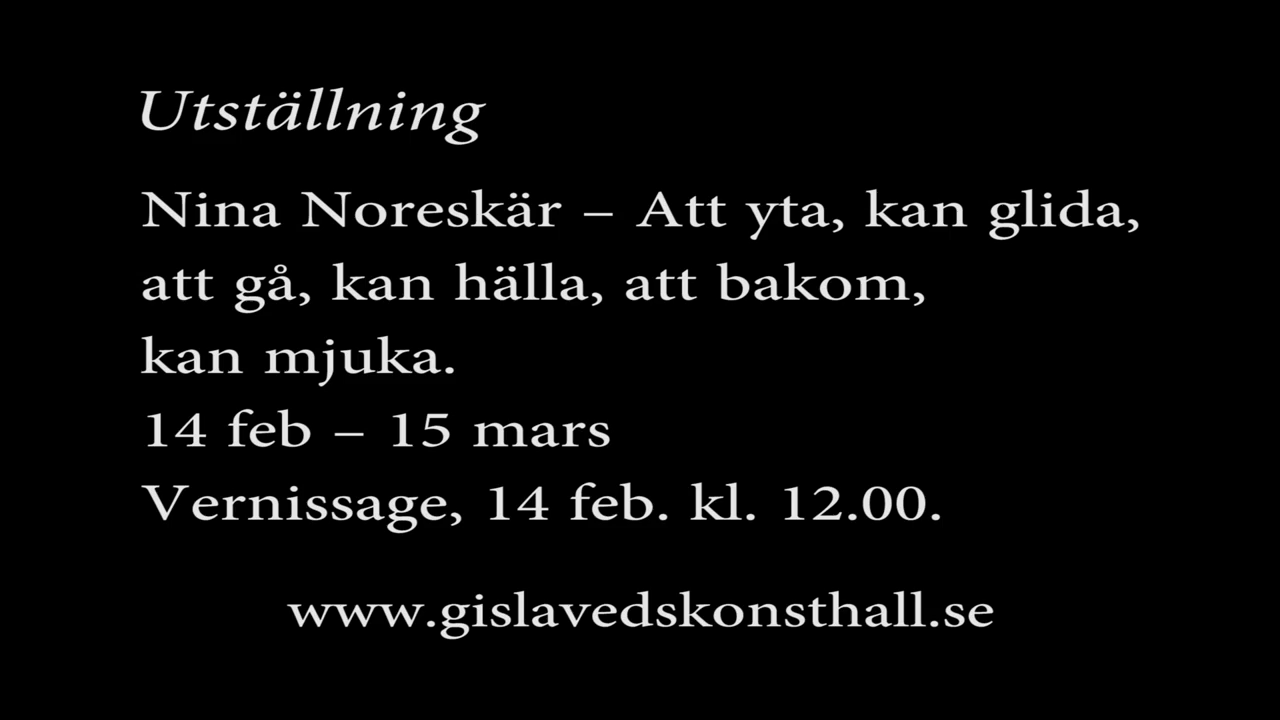 Utställning
Nina Noreskär – Att yta, kan glida,
att gå, kan hälla, att bakom,
kan mjuka.
14 feb – 15 mars
Vernissage, 14 feb. kl. 12.00.
www.gislavedskonsthall.se